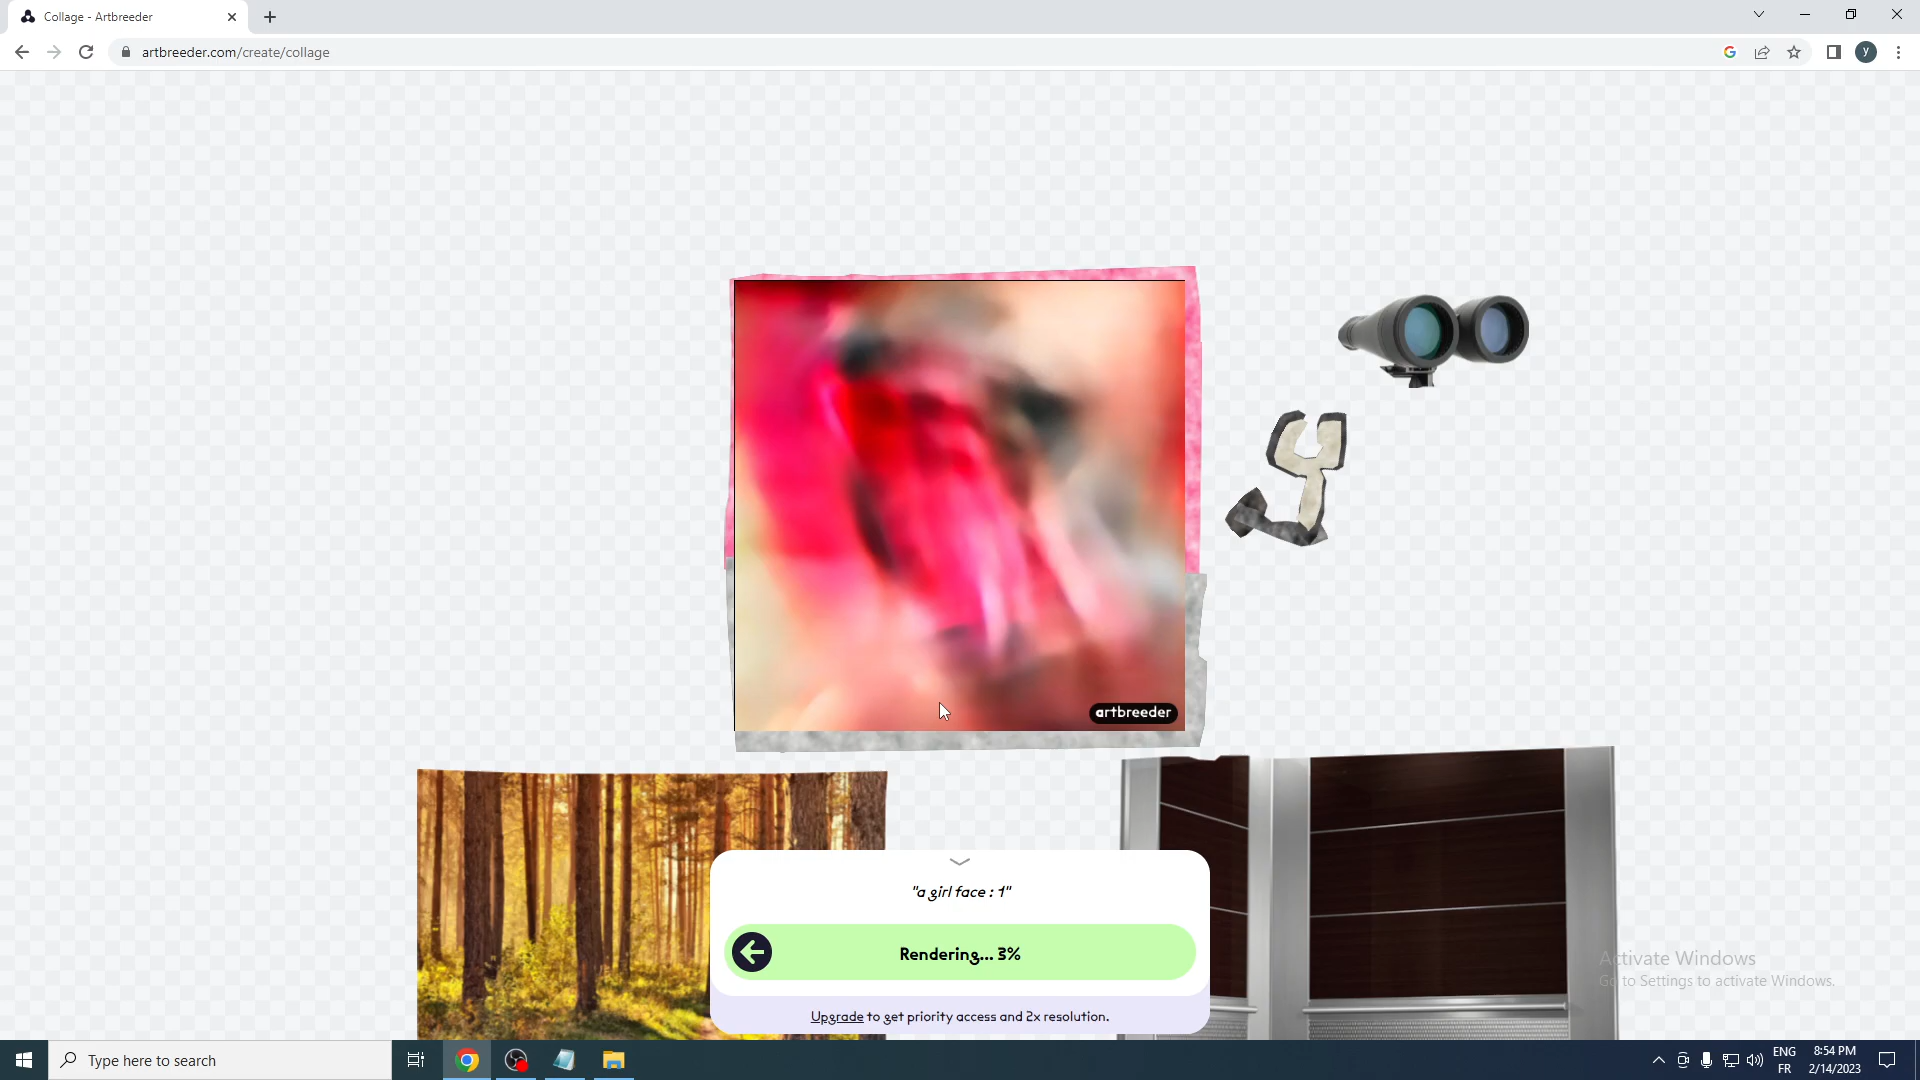 Collage - Artbreeder
artbreeder.com/create/collage
y
artbreeder
"a girl face : 1"
Rendering... 3%
Upgrade to get priority access and 2x resolution.
Activate Windows
Go to Settings to activate Windows.
Type here to search
ENG
FR
8:54 PM
2/14/2023